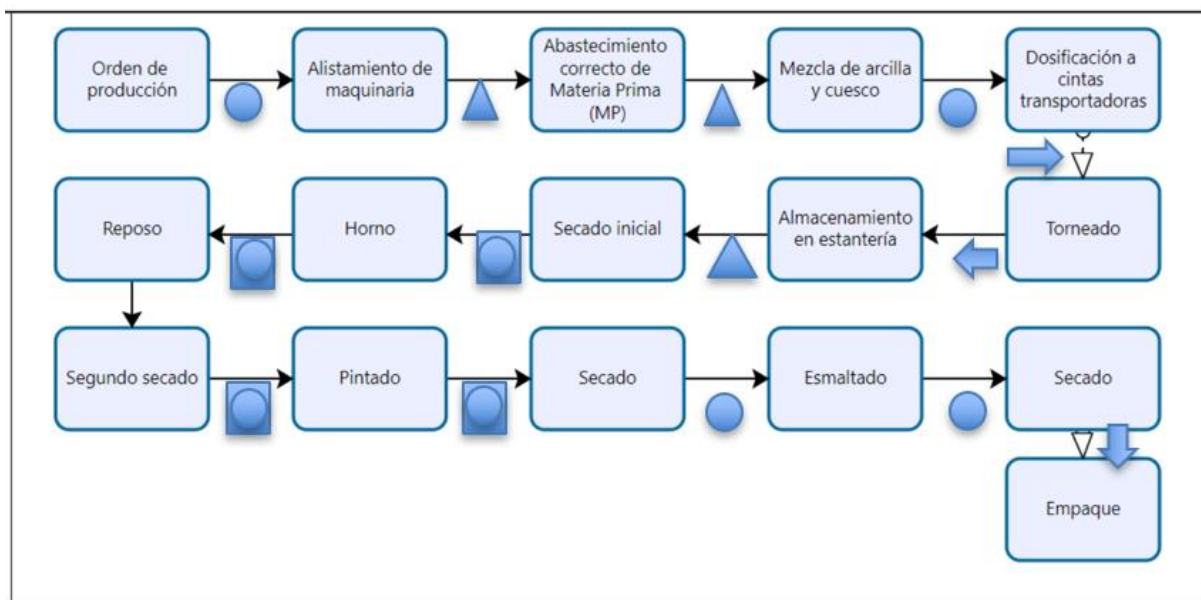 Orden de
producción
Alistamiento de
maquinaria
Abastecimiento
correcto de
Materia Prima
(MP)
Mezcla de arcilla
y cuesco
Dosificación a
cintas
transportadoras
Reposo
Horno
Secado inicial
Almacenamiento
en estantería
Torneado
Segundo secado
Pintado
Secado
Esmaltado
Secado
Empaque